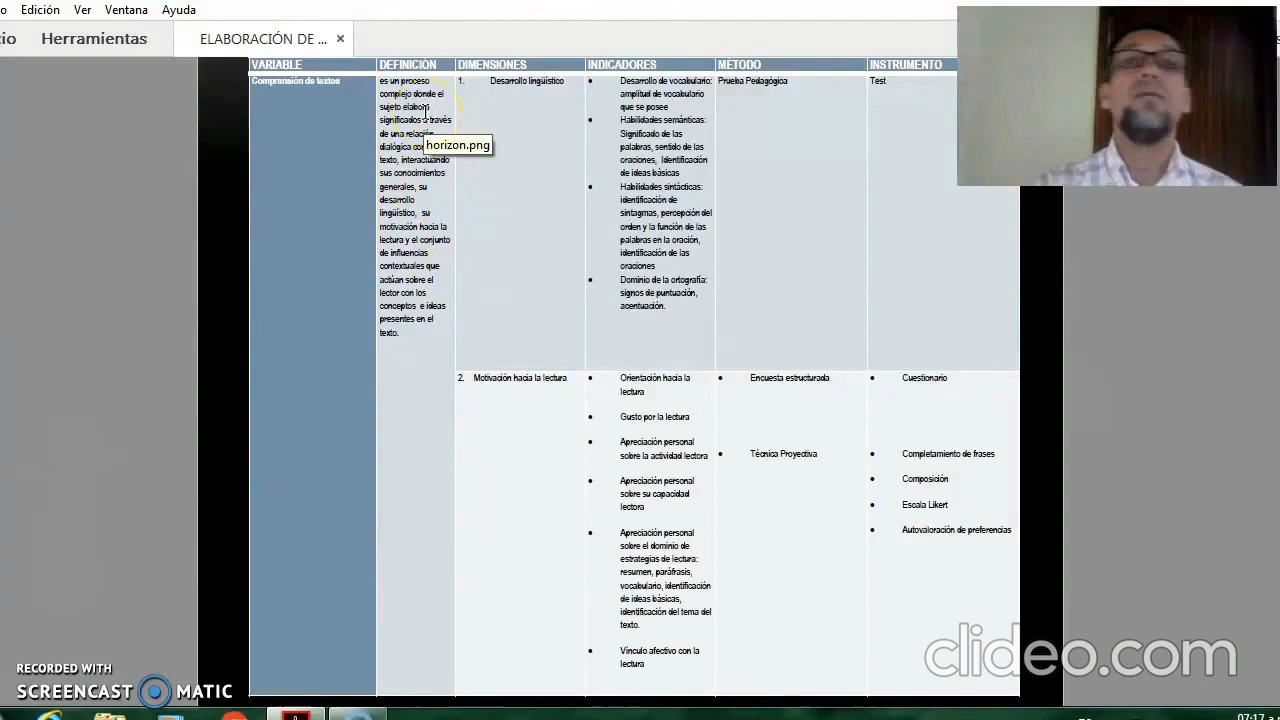 Edición Ver Ventana Ayuda
Herramientas
ELABORACIÓN DE ... ×
VARIABLE DEFINICIÓN DIMENSIONES INDICADORES MÉTODO INSTRUMENTO
Comprensión de textos
es un proceso
complejo donde el
sujeto elabora
significados a través
de una relación
dialógica
texto, interactuando
sus conocimientos
generales, su
desarrollo
lingüístico, su
motivación hacia la
lectura y el conjunto
de influencias
contextuales que
actúan sobre el
lector con los
conceptos e ideas
presentes en el
texto.
horizon.png
1. Desarrollo lingüístico
• Desarrollo de vocabulario:
amplitud de vocabulario
que se posee
• Habilidades semánticas:
Significado de las
palabras, sentido de las
oraciones, Identificación
de ideas básicas
• Habilidades sintácticas:
identificación de
sintagmas, percepción del
orden y la función de las
palabras en la oración,
identificación de las
oraciones
• Dominio de la ortografía:
signos de puntuación,
acentuación.
Prueba Pedagógica
Test
2. Motivación hacia la lectura
• Orientación hacia la
lectura
• Gusto por la lectura
• Apreciación personal
sobre la actividad lectora
• Apreciación personal
sobre su capacidad
lectora
• Apreciación personal
sobre el dominio de
estrategias de lectura:
resumen, paráfrasis,
vocabulario, identificación
de ideas básicas,
identificación del tema del
texto.
• Vínculo afectivo con la
lectura
• Encuesta estructurada
• Técnica Proyectiva
• Cuestionario
• Completamiento de frases
• Composición
• Escala Likert
• Autovaloración de preferencias
clideo.com
RECORDED WITH
SCREENCAST MATIC